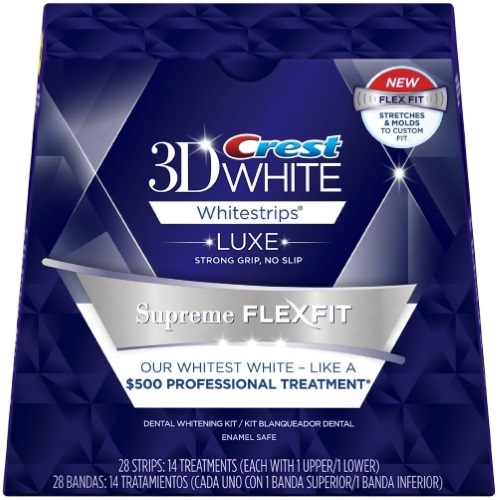 NEW
FLEX FIT
STRETCHES
& MOLDS
TO CUSTOM
FIT
Crest
3DWHITE
Whitestrips®
LUXE
STRONG GRIP, NO SLIP
Supreme FLEXFIT
OUR WHITEST WHITE – LIKE A
$500 PROFESSIONAL TREATMENT*
DENTAL WHITENING KIT / KIT BLANQUEADOR DENTAL
ENAMEL SAFE
28 STRIPS: 14 TREATMENTS (EACH WITH 1 UPPER/1 LOWER)
28 BANDAS: 14 TRATAMIENTOS (CADA UNO CON 1 BANDA SUPERIOR/1 BANDA INFERIOR)